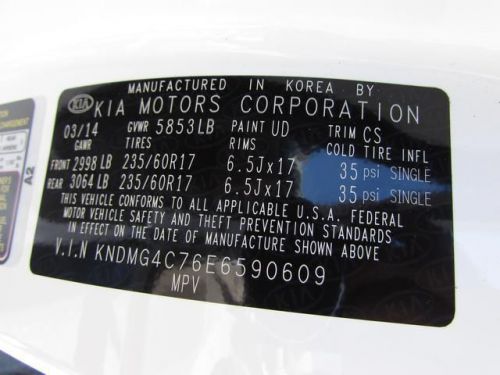 MANUFACTURED IN KOREA BY
KIA KIA MOTORS CORPORATION
03/14 GVWR 5853LB PAINT UD TRIM CS
GAWR TIRES RIMS COLD TIRE INFL
FRONT 2998 LB 235/60R17 6.5Jx17 35 psi SINGLE
REAR 3064 LB 235/60R17 6.5Jx17 35 psi SINGLE
THIS VEHICLE CONFORMS TO ALL APPLICABLE U.S.A. FEDERAL
MOTOR VEHICLE SAFETY AND THEFT PREVENTION STANDARDS
IN EFFECT ON THE DATE OF MANUFACTURE SHOWN ABOVE
V.I.N KNDMG4C76E6590609
MPV
A2